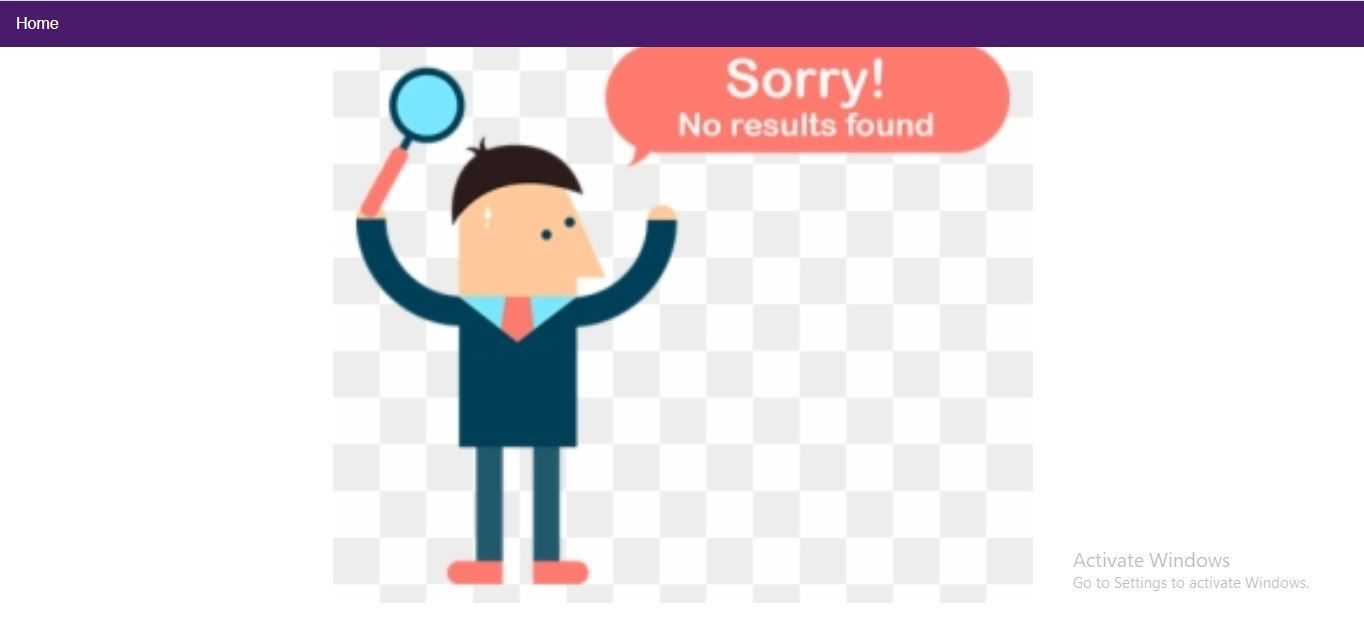 Home
Sorry!
No results found
Activate Windows
Go to Settings to activate Windows.